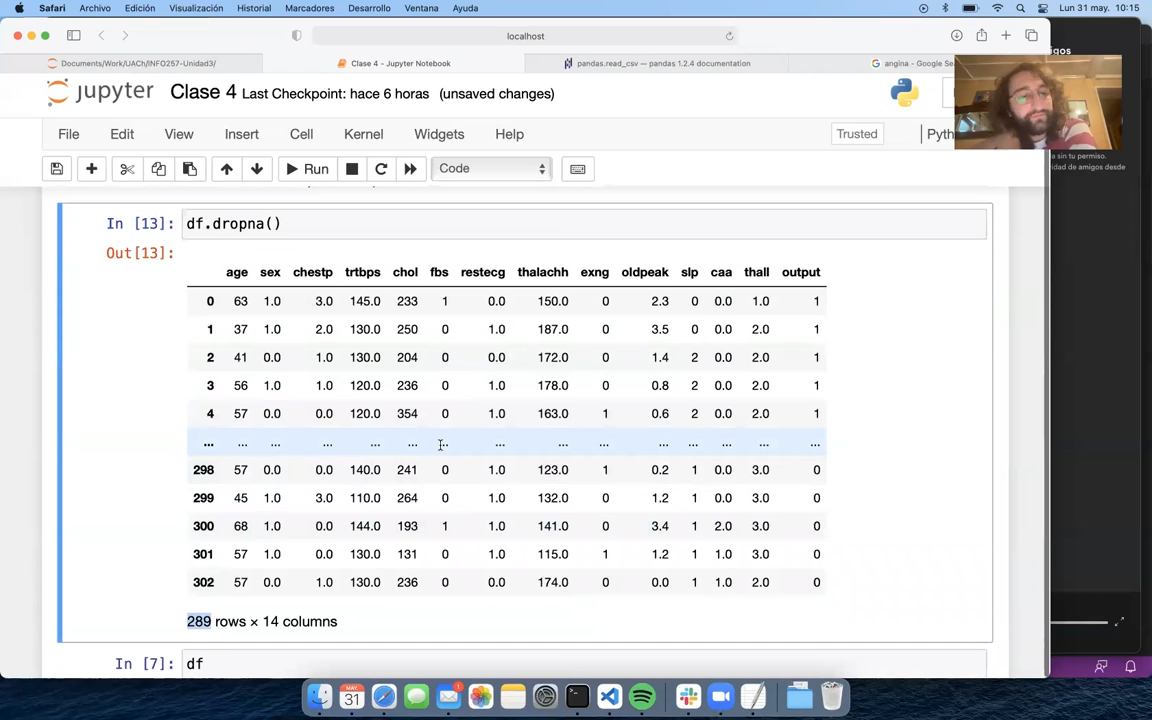 Safari Archivo Edición Visualización Historial Marcadores Desarrollo Ventana Ayuda Lun 31 may. 10:15
localhost
Documents/Work/UACh/INFO257-Unidad3/ Clase 4 - Jupyter Notebook pandas.read_csv — pandas 1.2.4 documentation angina - Google Se
igos
jupyter Clase 4 Last Checkpoint: hace 6 horas (unsaved changes)
File Edit View Insert Cell Kernel Widgets Help Trusted Pyth
a sin tu permiso.
ridad de amigos desde
Run Code
In [13]: df.dropna()
Out[13]:
age sex chestp trtbps chol fbs restecg thalachh exng oldpeak slp caa thall output
0 63 1.0 3.0 145.0 233 1 0.0 150.0 0 2.3 0 0.0 1.0 1
1 37 1.0 2.0 130.0 250 0 1.0 187.0 0 3.5 0 0.0 2.0 1
2 41 0.0 1.0 130.0 204 0 0.0 172.0 0 1.4 2 0.0 2.0 1
3 56 1.0 1.0 120.0 236 0 1.0 178.0 0 0.8 2 0.0 2.0 1
4 57 0.0 0.0 120.0 354 0 1.0 163.0 1 0.6 2 0.0 2.0 1
... ... ... ... ... ... ... ... ... ... ... ... ... ... ...
298 57 0.0 0.0 140.0 241 0 1.0 123.0 1 0.2 1 0.0 3.0 0
299 45 1.0 3.0 110.0 264 0 1.0 132.0 0 1.2 1 0.0 3.0 0
300 68 1.0 0.0 144.0 193 1 1.0 141.0 0 3.4 1 2.0 3.0 0
301 57 1.0 0.0 130.0 131 0 1.0 115.0 1 1.2 1 1.0 3.0 0
302 57 0.0 1.0 130.0 236 0 0.0 174.0 0 0.0 1 1.0 2.0 0
289 rows × 14 columns
In [7]: df
MAY. 31 1